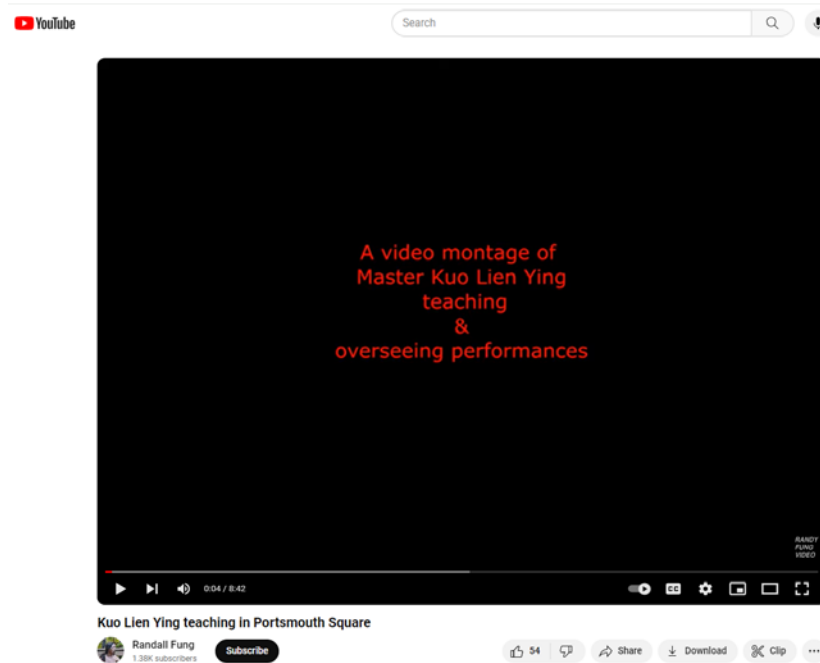 YouTube
Search
A video montage of
Master Kuo Lien Ying
teaching
&
overseeing performances
RANDY
FUNG
VIDEO
0:04 / 8:42
CC
Kuo Lien Ying teaching in Portsmouth Square
Randall Fung
1.38K subscribers
Subscribe
54
Share
Download
Clip